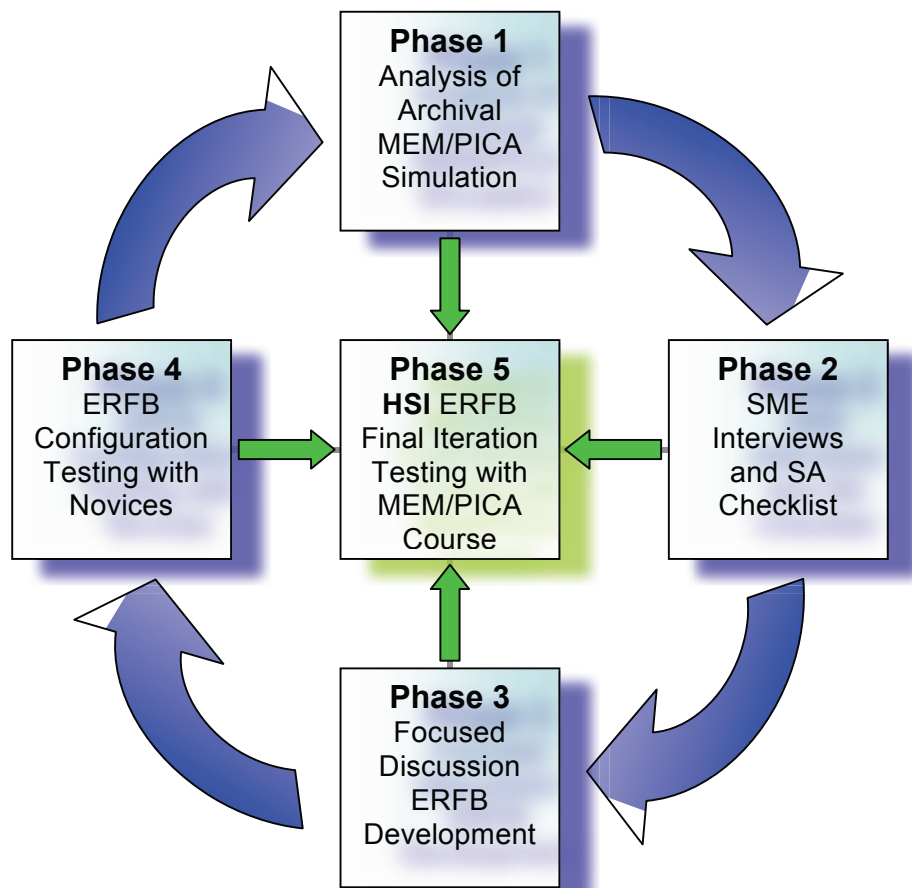 Phase 1
Analysis of
Archival
MEM/PICA
Simulation
Phase 4
ERFB
Configuration
Testing with
Novices
Phase 5
HSI ERFB
Final Iteration
Testing with
MEM/PICA
Course
Phase 2
SME
Interviews
and SA
Checklist
Phase 3
Focused
Discussion
ERFB
Development